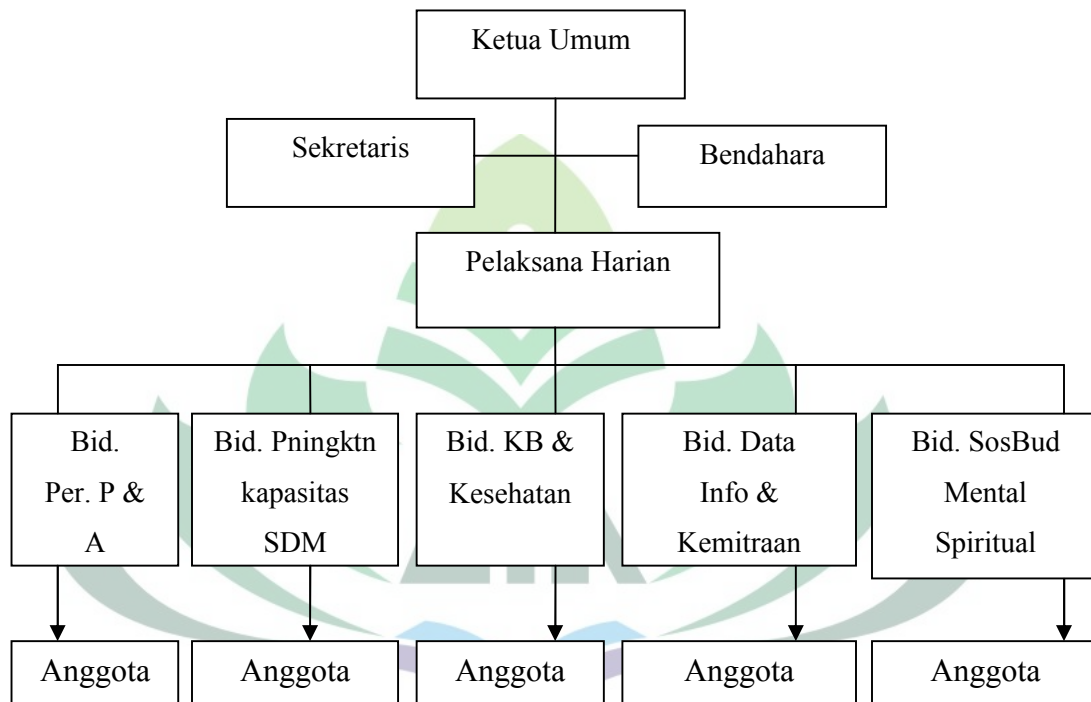 Ketua Umum
Sekretaris
Bendahara
Pelaksana Harian
Bid.
Per. P &
A
Bid. Pningktn
kapasitas
SDM
Bid. KB &
Kesehatan
Bid. Data
Info &
Kemitraan
Bid. SosBud
Mental
Spiritual
Anggota
Anggota
Anggota
Anggota
Anggota